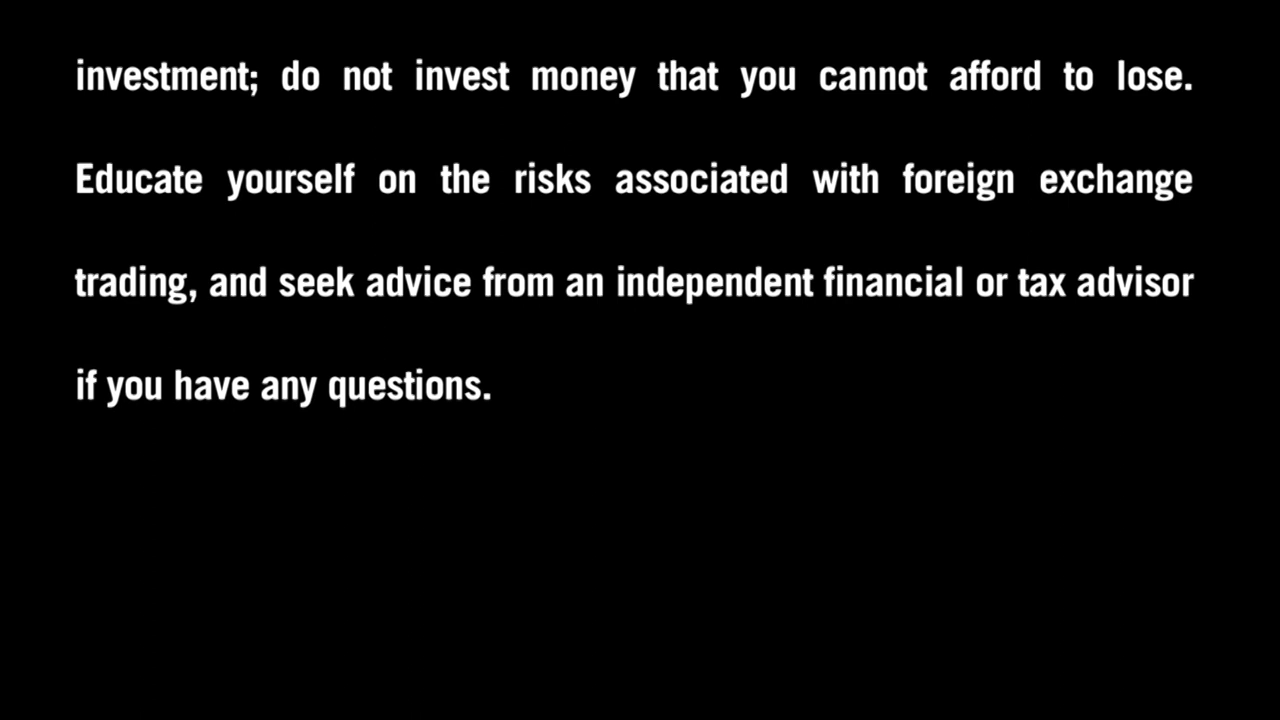 investment; do not invest money that you cannot afford to lose.
Educate yourself on the risks associated with foreign exchange
trading, and seek advice from an independent financial or tax advisor
if you have any questions.